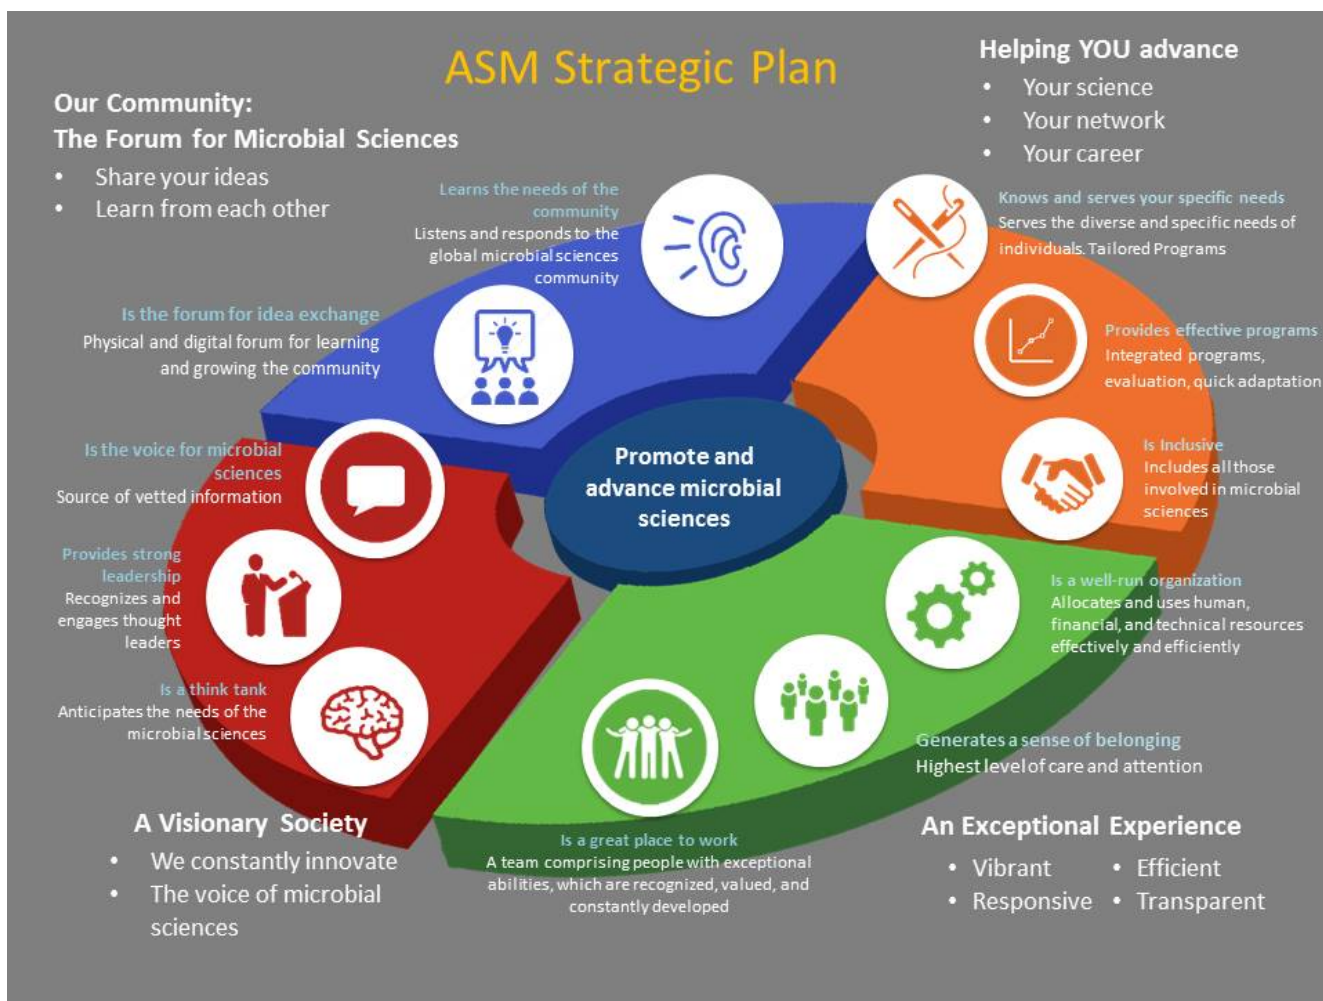 ASM Strategic Plan
Our Community:
The Forum for Microbial Sciences
• Share your ideas
• Learn from each other
Helping YOU advance
• Your science
• Your network
• Your career
Learns the needs of the
community
Listens and responds to the
global microbial sciences
community
Is the forum for idea exchange
Physical and digital forum for learning
and growing the community
Knows and serves your specific needs
Serves the diverse and specific needs of
individuals. Tailored Programs
Provides effective programs
Integrated programs,
evaluation, quick adaptation
Is Inclusive
Includes all those
involved in microbial
sciences
Promote and
advance microbial
sciences
Is the voice for microbial
sciences
Source of vetted information
Provides strong
leadership
Recognizes and
engages thought
leaders
Is a think tank
Anticipates the needs of the
microbial sciences
Is a well-run organization
Allocates and uses human,
financial, and technical resources
effectively and efficiently
Generates a sense of belonging
Highest level of care and attention
Is a great place to work
A team comprising people with exceptional
abilities, which are recognized, valued, and
constantly developed
A Visionary Society
• We constantly innovate
• The voice of microbial
sciences
An Exceptional Experience
• Vibrant • Efficient
• Responsive • Transparent